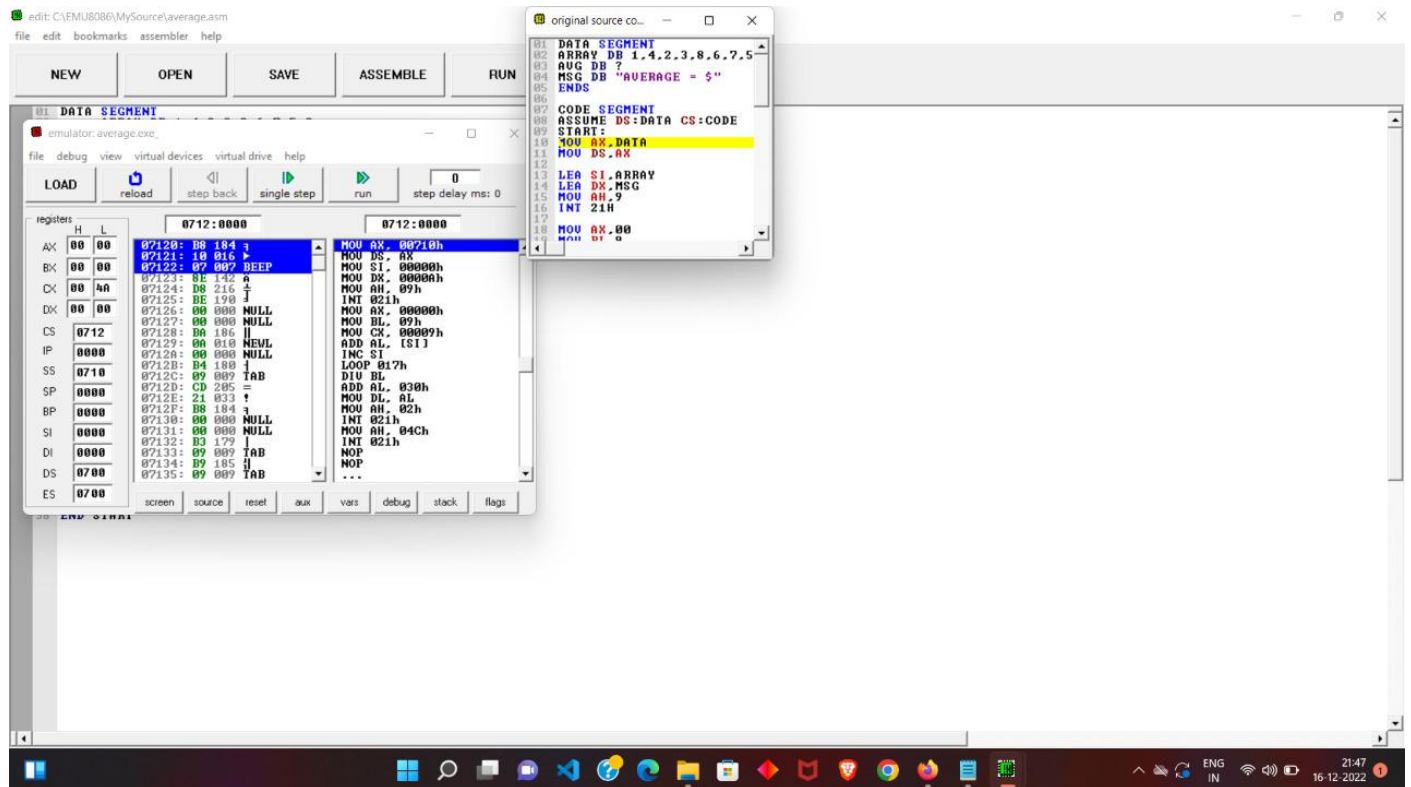 edit: C:\EMU8086\MySource\average.asm
file edit bookmarks assembler help
NEW OPEN SAVE ASSEMBLE RUN
01 DATA SEGMENT
emulator: average.exe_
file debug view virtual devices virtual drive help
LOAD reload step back single step run 0
step delay ms: 0
registers
H L
0712:0000 0712:0000
AX 00 00
BX 00 00
CX 00 4A
DX 00 00
CS 0712
IP 0000
SS 0710
SP 0000
BP 0000
SI 0000
DI 0000
DS 0700
ES 0700
07120: B8 184 ╕
07121: 10 016 ►
07122: 07 007 BEEP
07123: 8E 142 Ä
07124: D8 216 ╪
07125: BE 190 ╛
07126: 00 000 NULL
07127: 00 000 NULL
07128: BA 186 ║
07129: 0A 010 NEWL
0712A: 00 000 NULL
0712B: B4 180 ┤
0712C: 09 009 TAB
0712D: CD 205 =
0712E: 21 033 !
0712F: B8 184 ╕
07130: 00 000 NULL
07131: 00 000 NULL
07132: B3 179 │
07133: 09 009 TAB
07134: B9 185 ╣
07135: 09 009 TAB
MOV AX, 00710h
MOV DS, AX
MOV SI, 00000h
MOV DX, 0000Ah
MOV AH, 09h
INT 021h
MOV AX, 00000h
MOV BL, 09h
MOV CX, 00009h
ADD AL, [SI]
INC SI
LOOP 017h
DIV BL
ADD AL, 030h
MOV DL, AL
MOV AH, 02h
INT 021h
MOV AH, 04Ch
INT 021h
NOP
NOP
...
screen source reset aux vars debug stack flags
38 END START
original source co...
01 DATA SEGMENT
02 ARRAY DB 1,4,2,3,8,6,7,5
03 AVG DB ?
04 MSG DB "AVERAGE = $"
05 ENDS
06
07 CODE SEGMENT
08 ASSUME DS:DATA CS:CODE
09 START:
10 MOV AX,DATA
11 MOV DS,AX
12
13 LEA SI,ARRAY
14 LEA DX,MSG
15 MOV AH,9
16 INT 21H
17
18 MOV AX,00
19 MOV BL,9
ENG
IN
21:47
16-12-2022
1